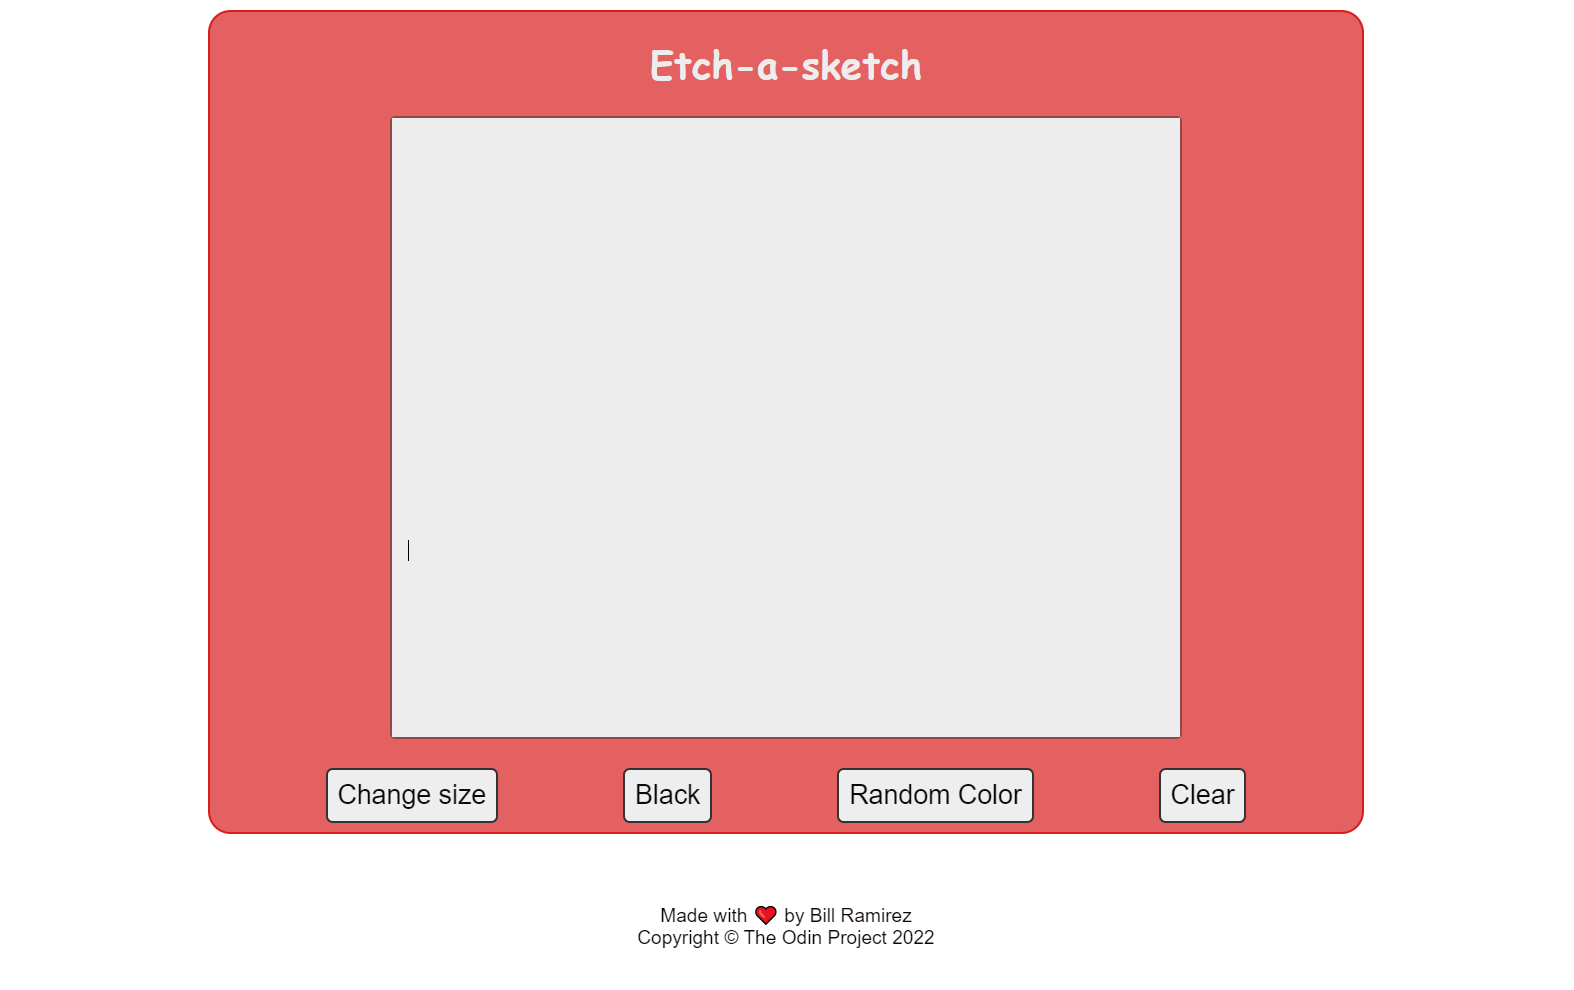 Etch-a-sketch
Change size
Black
Random Color
Clear
Made with ❤ by Bill Ramirez
Copyright © The Odin Project 2022